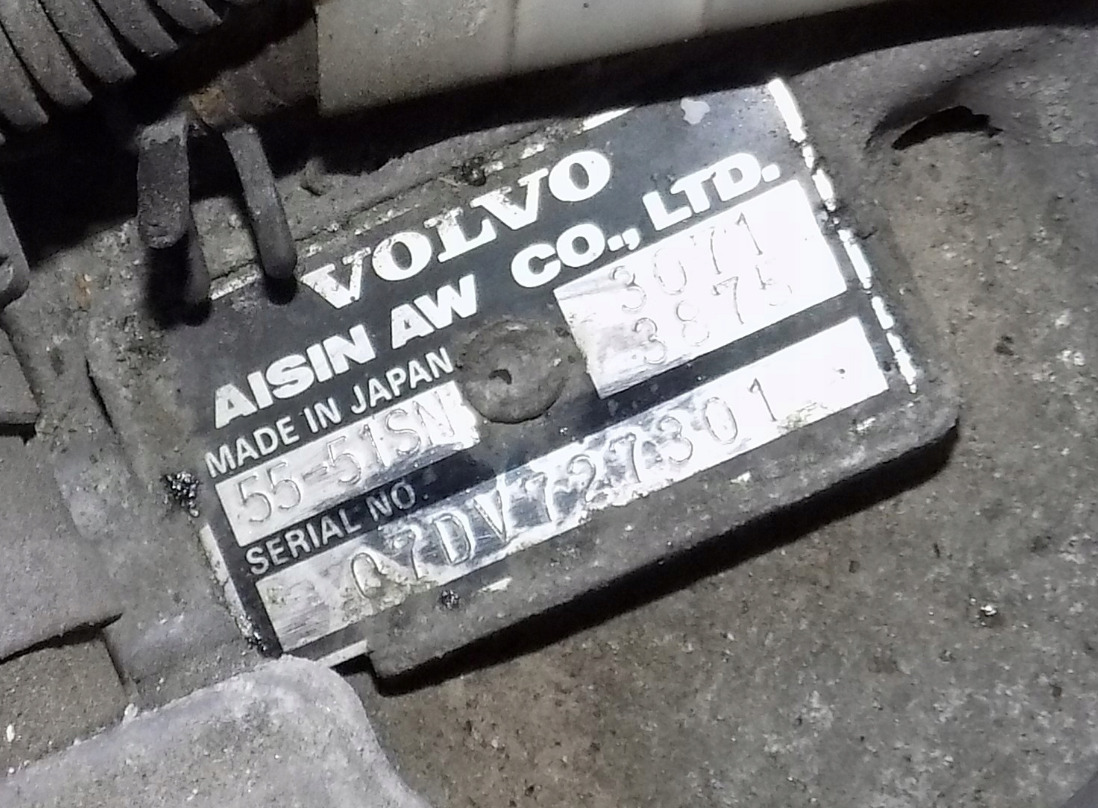 VOLVO
AISIN AW CO., LTD.
MADE IN JAPAN
3071
3875
55-51SN
SERIAL NO.
07DV727301